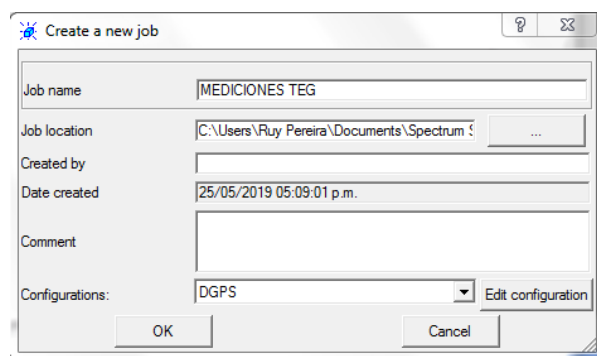 Create a new job
Job name MEDICIONES TEG
Job location C:\Users\Ruy Pereira\Documents\Spectrum S ...
Created by
Date created 25/05/2019 05:09:01 p.m.
Comment
Configurations: DGPS Edit configuration
OK Cancel